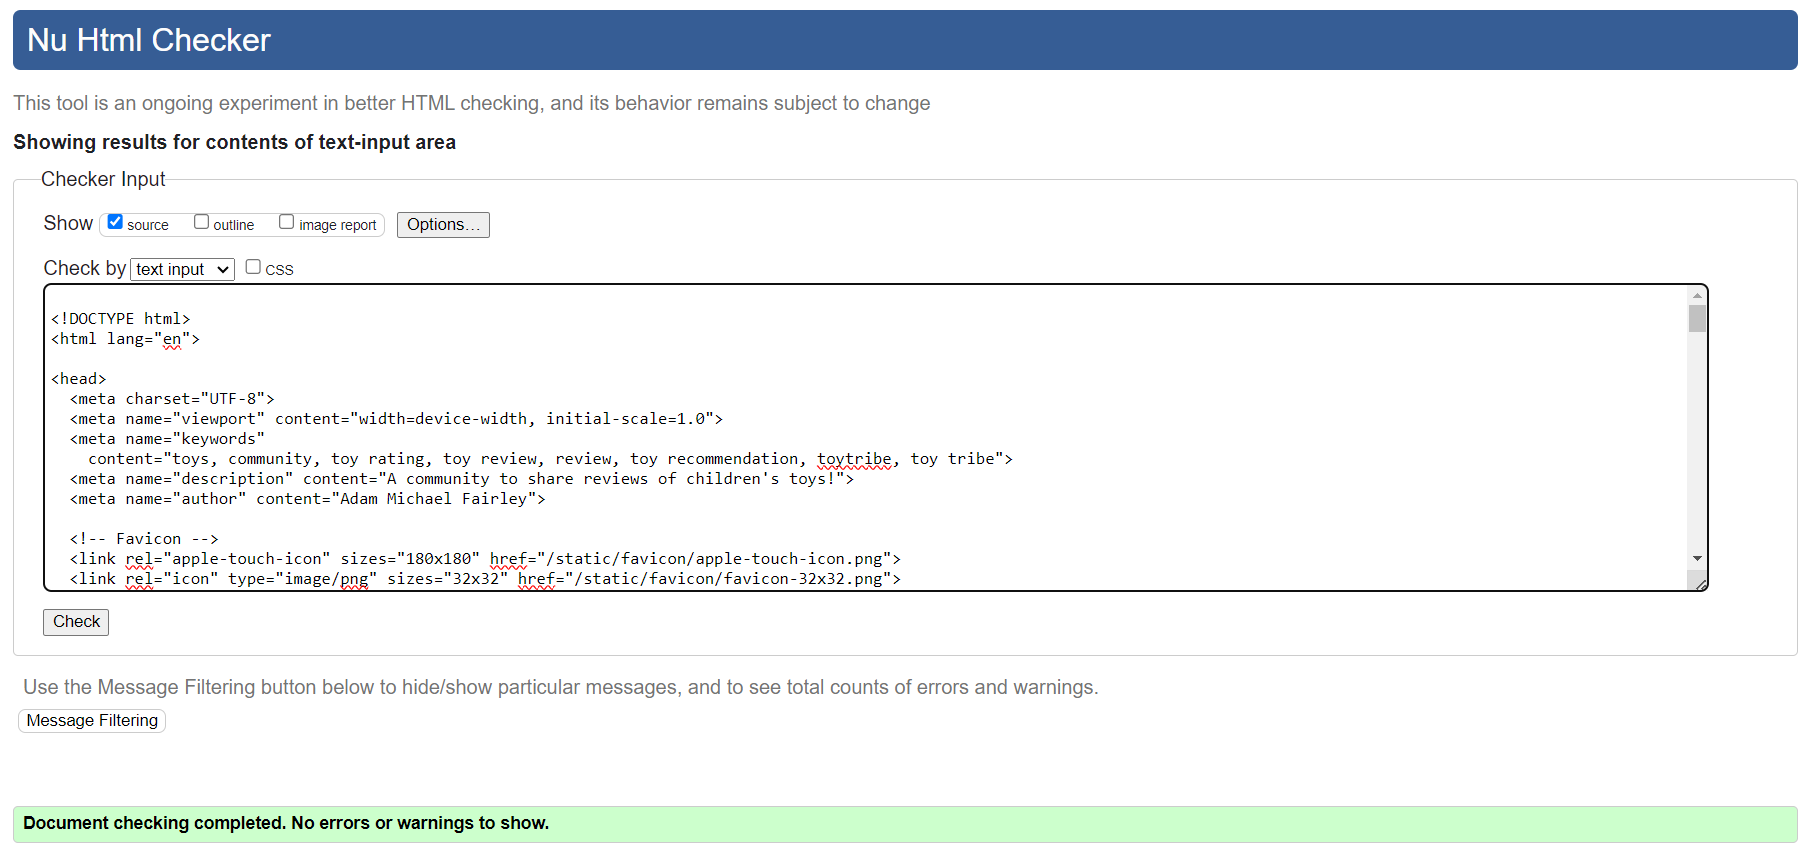 Nu Html Checker
This tool is an ongoing experiment in better HTML checking, and its behavior remains subject to change
Showing results for contents of text-input area
Checker Input
Show source outline image report Options...
Check by text input CSS
<!DOCTYPE html>
<html lang="en">
<head>
  <meta charset="UTF-8">
  <meta name="viewport" content="width=device-width, initial-scale=1.0">
  <meta name="keywords"
    content="toys, community, toy rating, toy review, review, toy recommendation, toytribe, toy tribe">
  <meta name="description" content="A community to share reviews of children's toys!">
  <meta name="author" content="Adam Michael Fairley">
  <!-- Favicon -->
  <link rel="apple-touch-icon" sizes="180x180" href="/static/favicon/apple-touch-icon.png">
  <link rel="icon" type="image/png" sizes="32x32" href="/static/favicon/favicon-32x32.png">
Check
Use the Message Filtering button below to hide/show particular messages, and to see total counts of errors and warnings.
Message Filtering
Document checking completed. No errors or warnings to show.